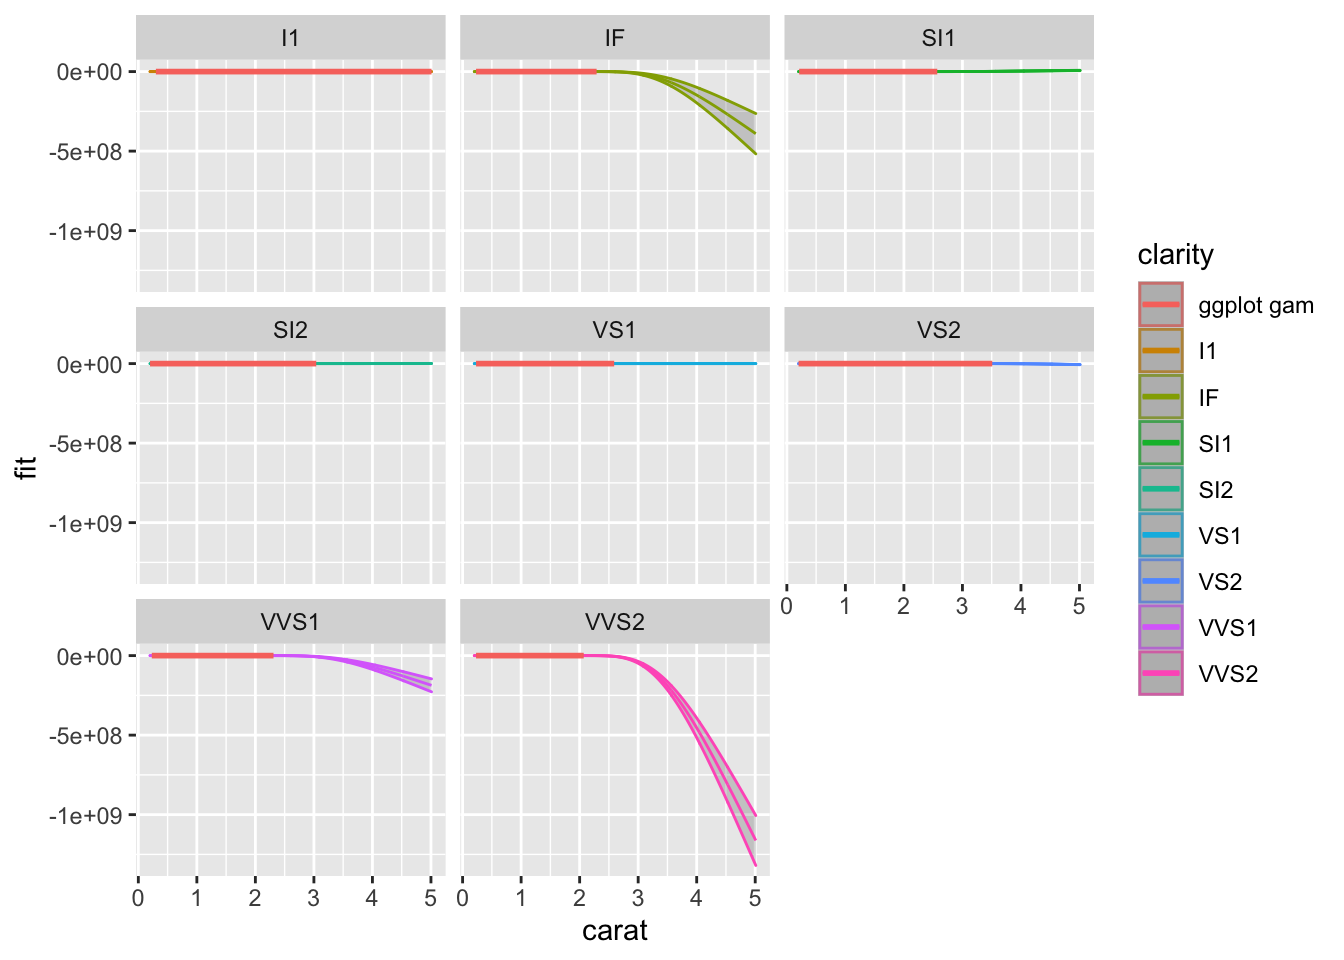 I1 IF SI1
0e+00
-5e+08
-1e+09
SI2 VS1 VS2
0e+00
-5e+08
-1e+09
0 1 2 3 4 5
VVS1 VVS2
0e+00
-5e+08
-1e+09
0 1 2 3 4 5 0 1 2 3 4 5
carat
fit
clarity
ggplot gam
I1
IF
SI1
SI2
VS1
VS2
VVS1
VVS2